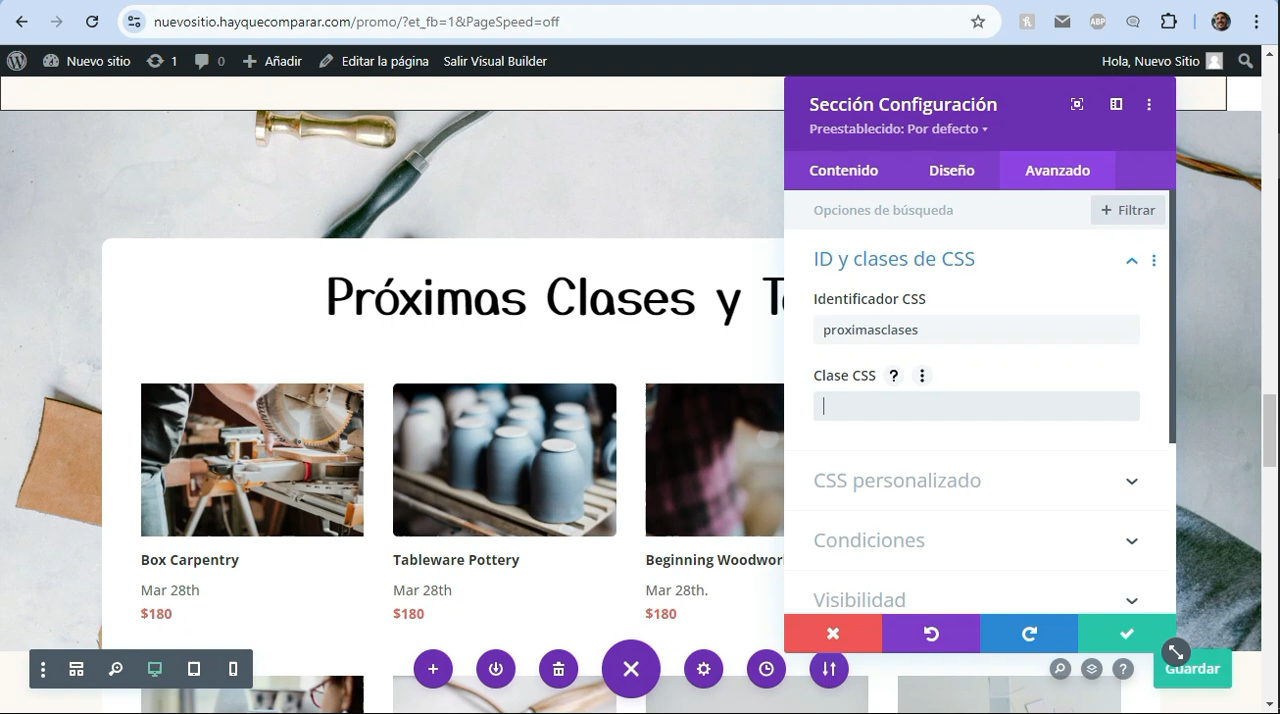 nuevositio.hayquecomparar.com/promo/?et_fb=1&PageSpeed=off
Nuevo sitio 1 0 Añadir Editar la página Salir Visual Builder Hola, Nuevo Sitio
Sección Configuración
Preestablecido: Por defecto
Contenido Diseño Avanzado
Opciones de búsqueda + Filtrar
ID y clases de CSS
Identificador CSS
proximasclases
Clase CSS ?
CSS personalizado
Condiciones
Visibilidad
Próximas Clases y
Box Carpentry
Mar 28th
$180
Tableware Pottery
Mar 28th
$180
Beginning
Mar 28th.
$180
?
Guardar
ABP